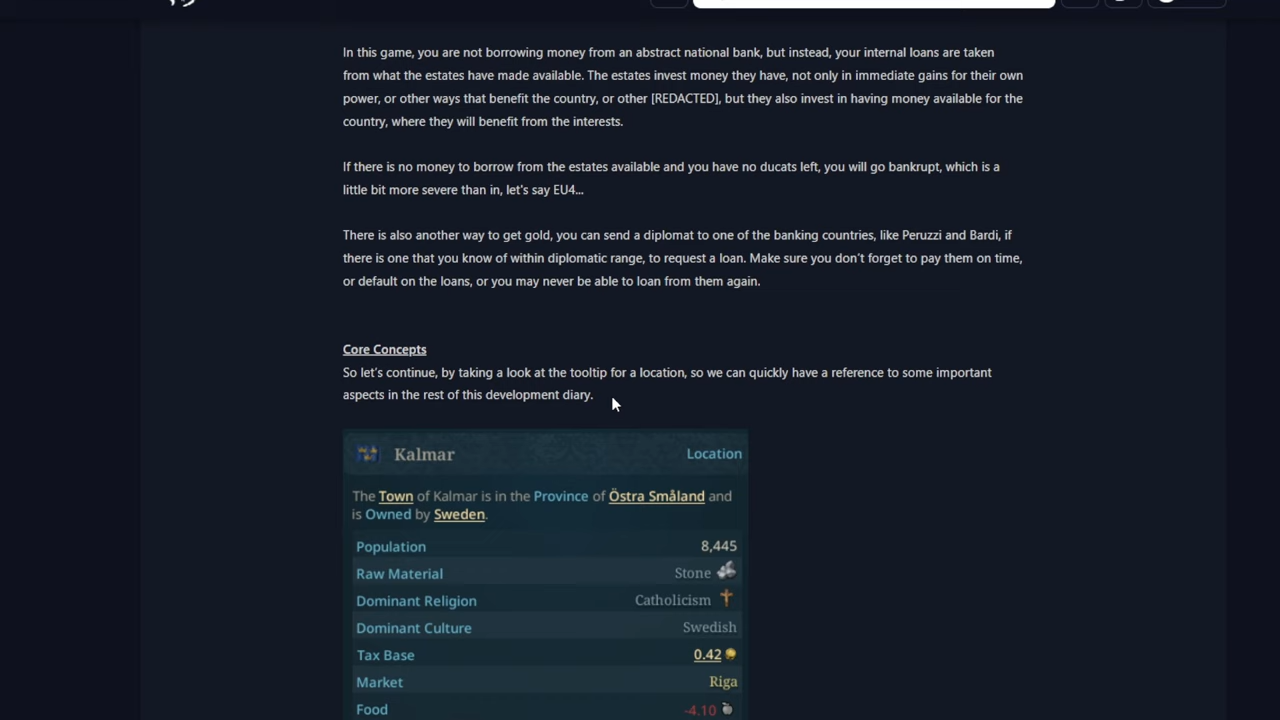 In this game, you are not borrowing money from an abstract national bank, but instead, your internal loans are taken
from what the estates have made available. The estates invest money they have, not only in immediate gains for their own
power, or other ways that benefit the country, or other [REDACTED], but they also invest in having money available for the
country, where they will benefit from the interests.
If there is no money to borrow from the estates available and you have no ducats left, you will go bankrupt, which is a
little bit more severe than in, let's say EU4...
There is also another way to get gold, you can send a diplomat to one of the banking countries, like Peruzzi and Bardi, if
there is one that you know of within diplomatic range, to request a loan. Make sure you don't forget to pay them on time,
or default on the loans, or you may never be able to loan from them again.
Core Concepts
So let's continue, by taking a look at the tooltip for a location, so we can quickly have a reference to some important
aspects in the rest of this development diary.
Kalmar Location
The Town of Kalmar is in the Province of Östra Småland and
is Owned by Sweden.
Population 8,445
Raw Material Stone
Dominant Religion Catholicism
Dominant Culture Swedish
Tax Base 0.42
Market Riga
Food -4.10